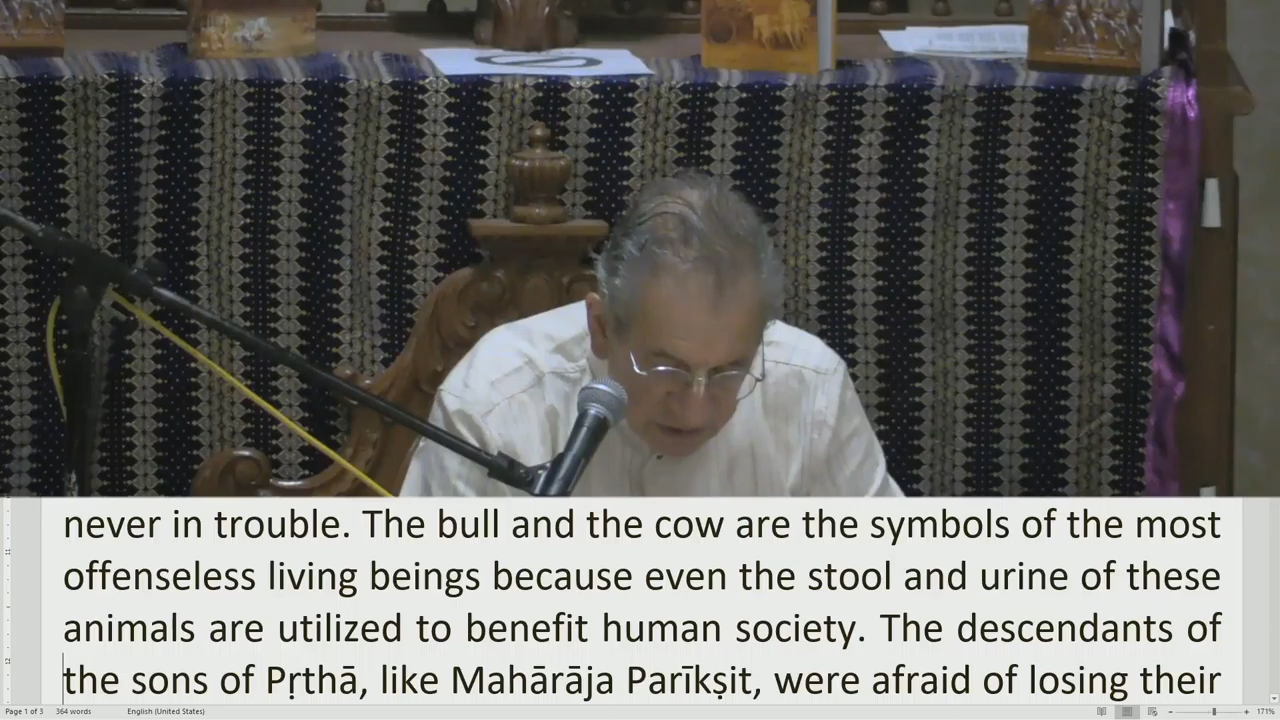 never in trouble. The bull and the cow are the symbols of the most
offenseless living beings because even the stool and urine of these
animals are utilized to benefit human society. The descendants of
the sons of Pṛthā, like Mahārāja Parīkṣit, were afraid of losing their
Page 1 of 3 364 words English (United States) 171%